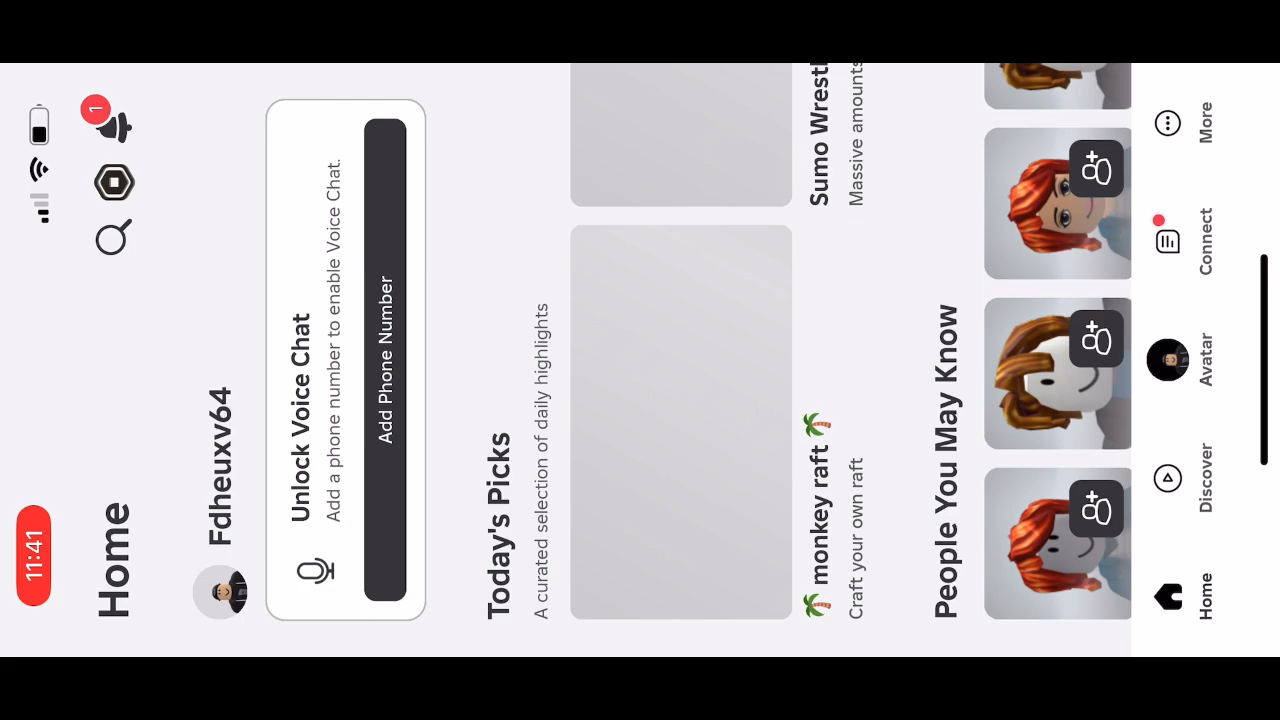 11:41
Home
1
Fdheuxv64
Unlock Voice Chat
Add a phone number to enable Voice Chat.
Add Phone Number
Today's Picks
A curated selection of daily highlights
🌴 monkey raft 🌴
Craft your own raft
Sumo Wrestl
Massive amounts
People You May Know
Home
Discover
Avatar
Connect
More